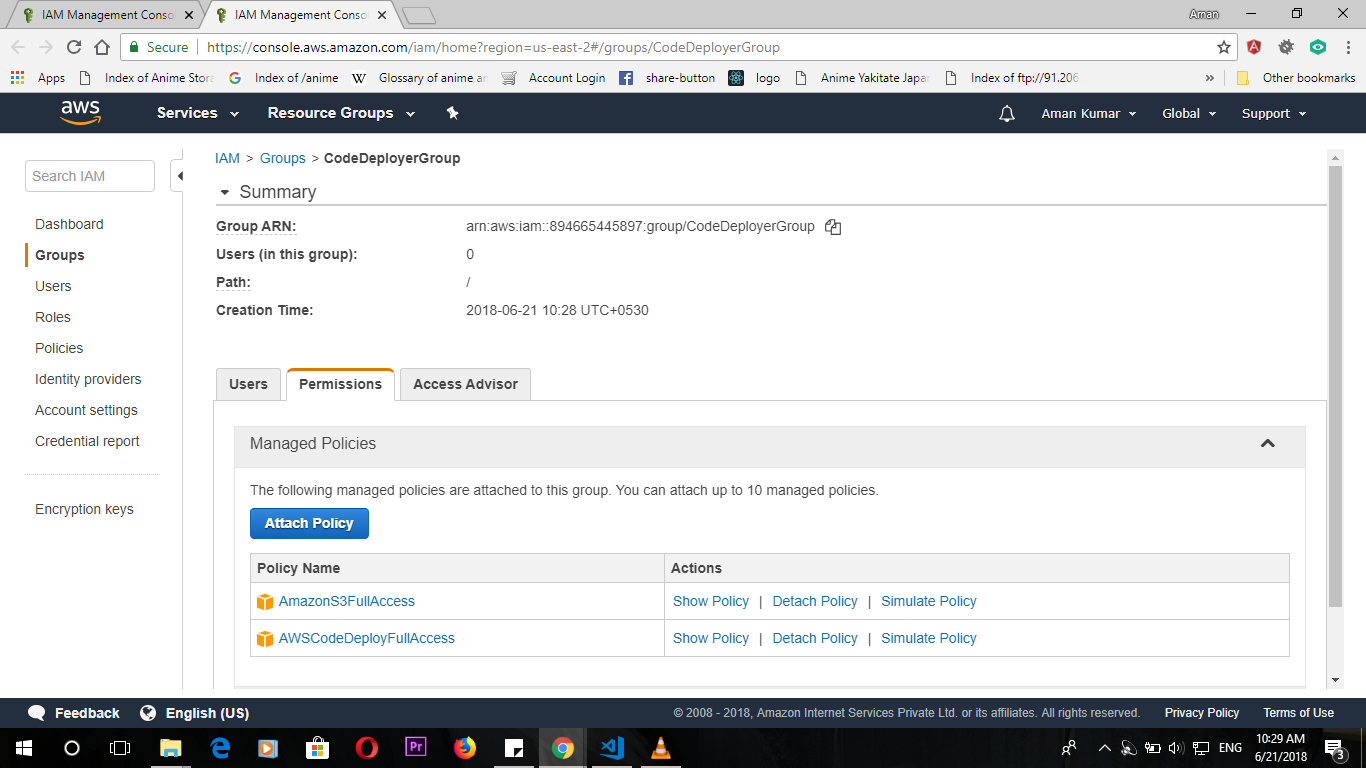 IAM Management Conso
IAM Management Conso
Aman
Secure
https://console.aws.amazon.com/iam/home?region=us-east-2#/groups/CodeDeployerGroup
Apps
Index of Anime Stora
Index of /anime
Glossary of anime an
Account Login
share-button
logo
Anime Yakitate Japan
Index of ftp://91.206
Other bookmarks
aws
Services
Resource Groups
Aman Kumar
Global
Support
Search IAM
Dashboard
Groups
Users
Roles
Policies
Identity providers
Account settings
Credential report
Encryption keys
IAM > Groups > CodeDeployerGroup
Summary
Group ARN: arn:aws:iam::894665445897:group/CodeDeployerGroup
Users (in this group): 0
Path: /
Creation Time: 2018-06-21 10:28 UTC+0530
Users
Permissions
Access Advisor
Managed Policies
The following managed policies are attached to this group. You can attach up to 10 managed policies.
Attach Policy
Policy Name Actions
AmazonS3FullAccess Show Policy | Detach Policy | Simulate Policy
AWSCodeDeployFullAccess Show Policy | Detach Policy | Simulate Policy
Feedback
English (US)
© 2008 - 2018, Amazon Internet Services Private Ltd. or its affiliates. All rights reserved.
Privacy Policy
Terms of Use
Pr
ENG
10:29 AM
6/21/2018
3